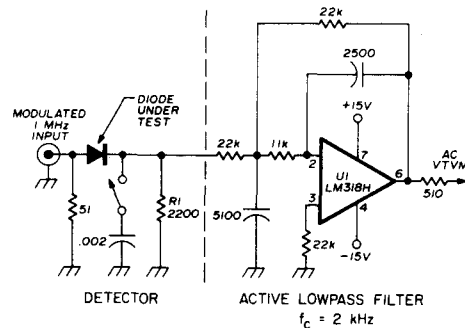 22k
2500
DIODE
UNDER
TEST
MODULATED
1 MHz
INPUT
+15V
AC
VTVM
22k
11k
2
7
U1
LM318H
6
3
4
510
51
.002
R1
2200
5100
22k
-15V
DETECTOR
ACTIVE LOWPASS FILTER
fc = 2 kHz